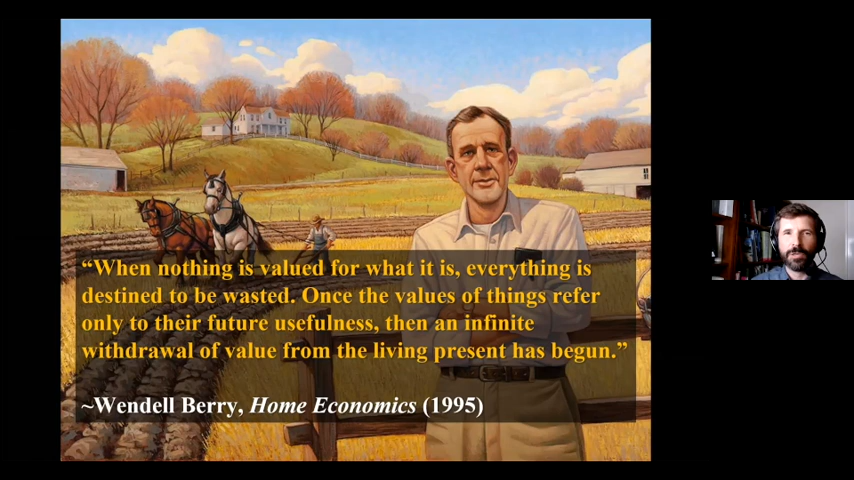 “When nothing is valued for what it is, everything is
destined to be wasted. Once the values of things refer
only to their future usefulness, then an infinite
withdrawal of value from the living present has begun.”
~Wendell Berry, Home Economics (1995)